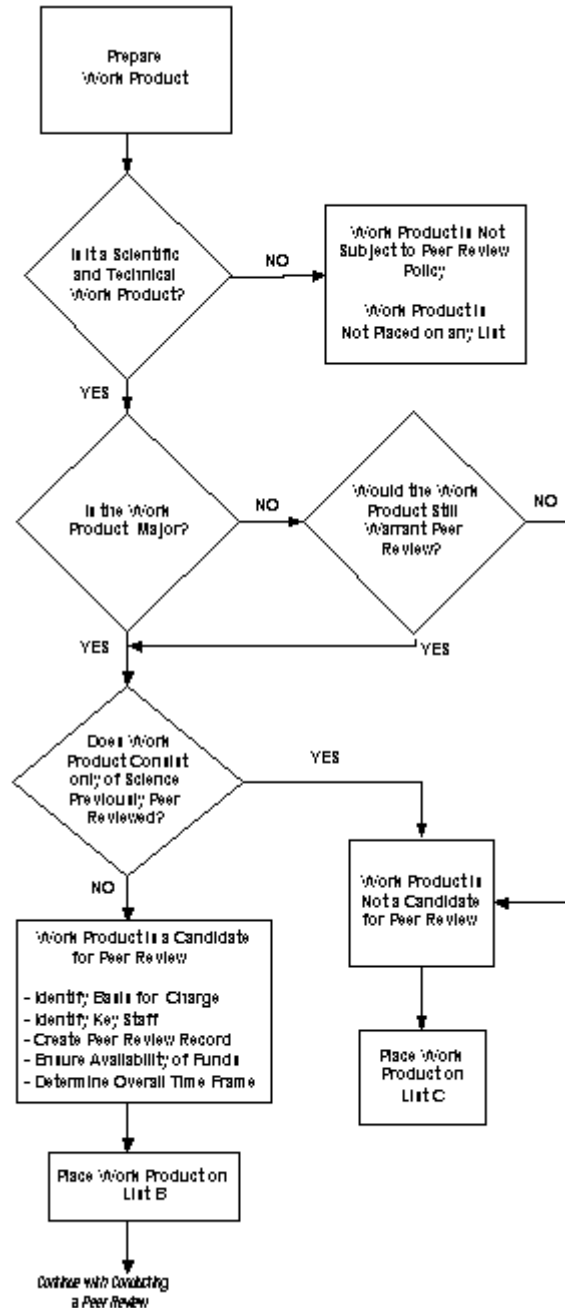 Prepare
Work Product
Is it a Scientific
and Technical
Work Product?
NO
Work Product is Not
Subject to Peer Review
Policy
Work Product is
Not Placed on any List
YES
Is the Work
Product Major?
NO
Would the Work
Product Still
Warrant Peer
Review?
NO
YES
YES
Does Work
Product Consist
only of Science
Previously Peer
Reviewed?
YES
NO
Work Product is
Not a Candidate
for Peer Review
Work Product is a Candidate
for Peer Review
- Identify Basis for Charge
- Identify Key Staff
- Create Peer Review Record
- Ensure Availability of Funds
- Determine Overall Time Frame
Place Work
Product on
List C
Place Work Product on
List B
Continue with Conducting
a Peer Review